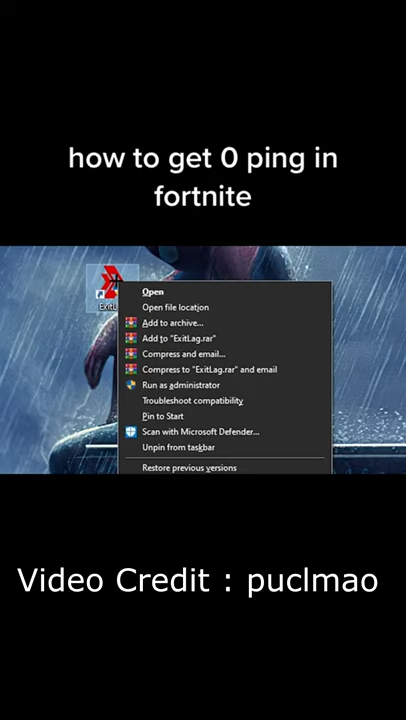 how to get 0 ping in
fortnite
Open
Open file location
Add to archive...
Add to "ExitLag.rar"
Compress and email...
Compress to "ExitLag.rar" and email
Run as administrator
Troubleshoot compatibility
Pin to Start
Scan with Microsoft Defender...
Unpin from taskbar
Restore previous versions
Video Credit : puclmao